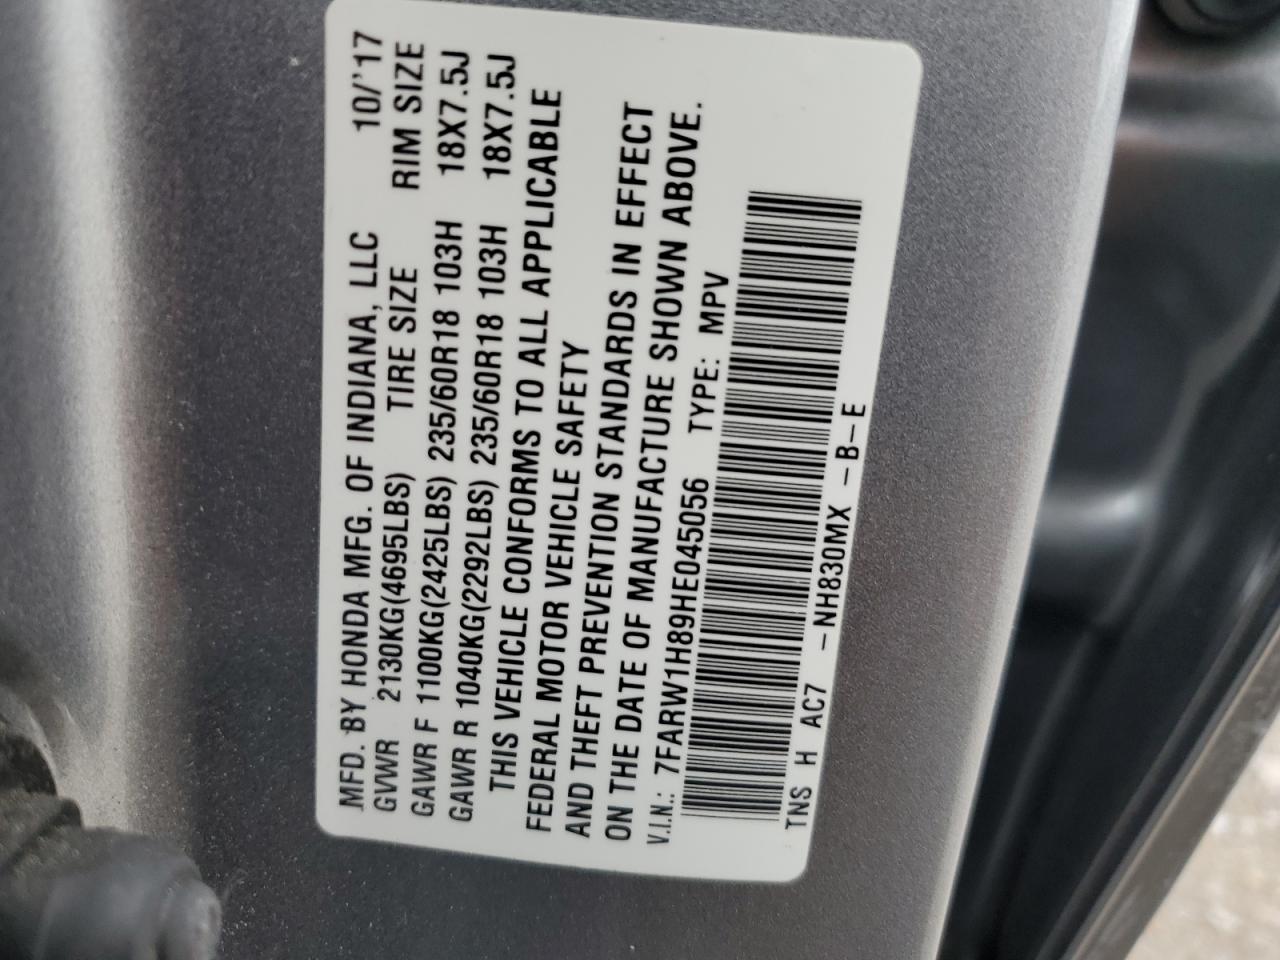 MFD. BY HONDA MFG. OF INDIANA, LLC 10/'17
GVWR 2130KG(4695LBS) TIRE SIZE RIM SIZE
GAWR F 1100KG(2425LBS) 235/60R18 103H 18X7.5J
GAWR R 1040KG(2292LBS) 235/60R18 103H 18X7.5J
THIS VEHICLE CONFORMS TO ALL APPLICABLE
FEDERAL MOTOR VEHICLE SAFETY
AND THEFT PREVENTION STANDARDS IN EFFECT
ON THE DATE OF MANUFACTURE SHOWN ABOVE.
V.I.N.: 7FARW1H89HE045056 TYPE: MPV
TNS H AC7 -NH830MX -B-E